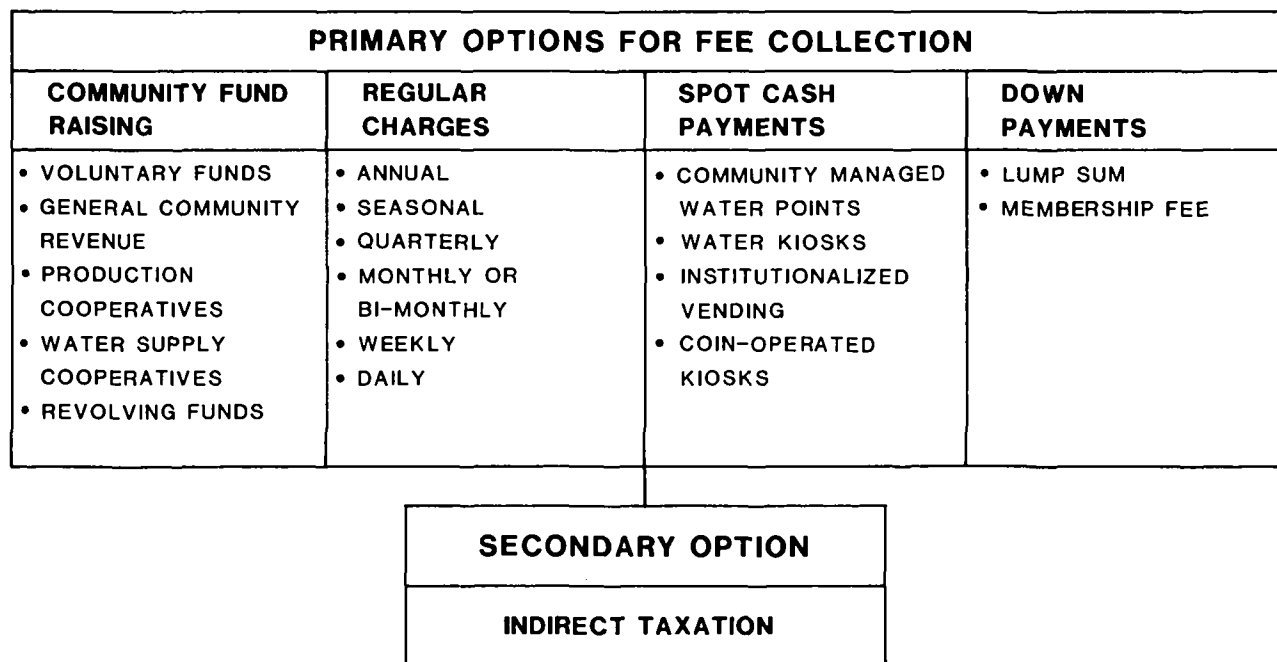 PRIMARY OPTIONS FOR FEE COLLECTION
COMMUNITY FUND
RAISING
• VOLUNTARY FUNDS
• GENERAL COMMUNITY
REVENUE
• PRODUCTION
COOPERATIVES
• WATER SUPPLY
COOPERATIVES
• REVOLVING FUNDS
REGULAR
CHARGES
• ANNUAL
• SEASONAL
• QUARTERLY
• MONTHLY OR
BI-MONTHLY
• WEEKLY
• DAILY
SPOT CASH
PAYMENTS
• COMMUNITY MANAGED
WATER POINTS
• WATER KIOSKS
• INSTITUTIONALIZED
VENDING
• COIN-OPERATED
KIOSKS
DOWN
PAYMENTS
• LUMP SUM
• MEMBERSHIP FEE
SECONDARY OPTION
INDIRECT TAXATION